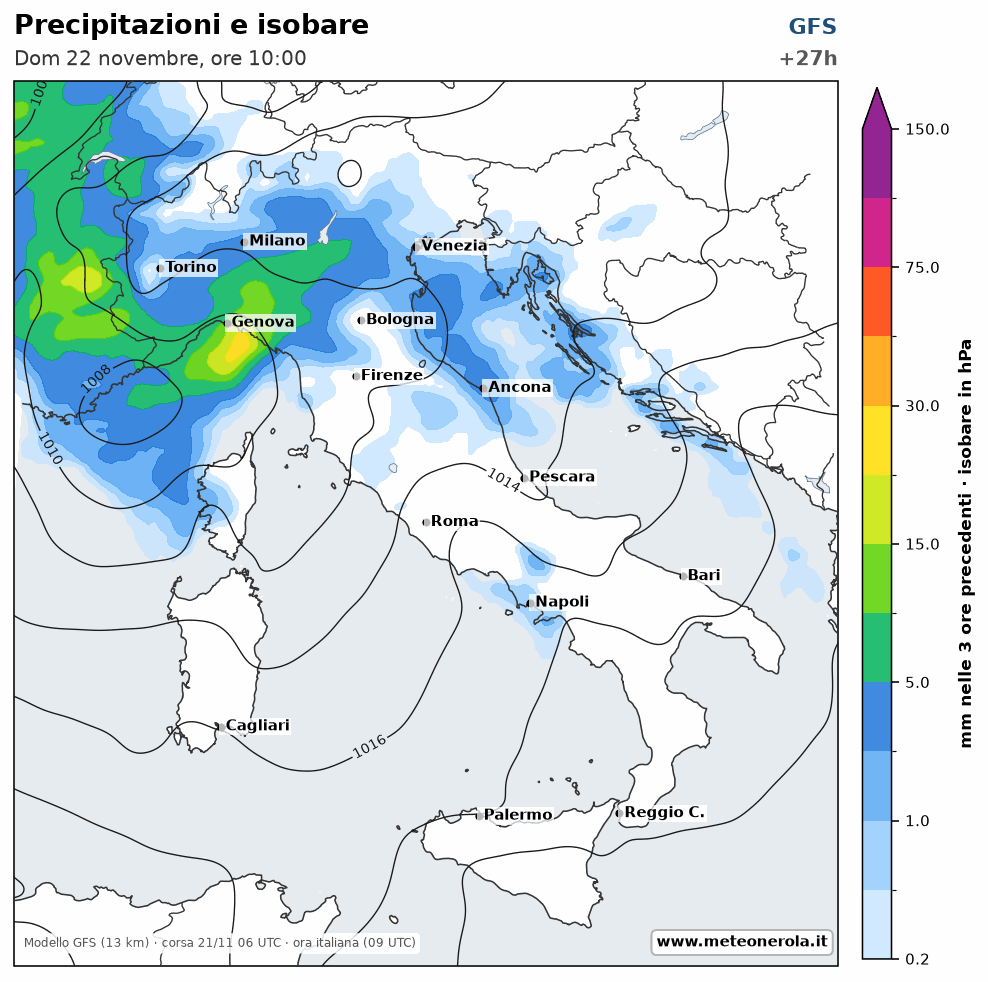 Precipitazioni e isobare
GFS
Dom 22 novembre, ore 10:00
+27h
100
150.0
Milano
Venezia
Torino
75.0
Genova
Bologna
1008
Firenze
Ancona
30.0
1010
1014
Pescara
Roma
15.0
Bari
Napoli
5.0
Cagliari
1016
Palermo
Reggio C.
1.0
mm nelle 3 ore precedenti · isobare in hPa
Modello GFS (13 km) · corsa 21/11 06 UTC · ora italiana (09 UTC)
www.meteonerola.it
0.2